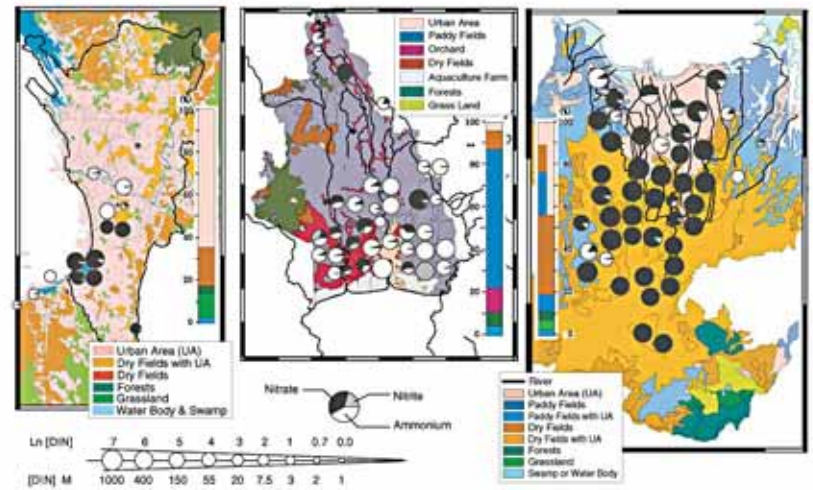 Urban Area
Paddy Fields
Orchard
Dry Fields
Aquaculture Farm
Forests
Grass Land
100
80
60
40
20
100
20
100
Urban Area (UA)
Dry Fields with UA
Dry Fields
Forests
Grassland
Water Body & Swamp
Nitrate
Nitrite
Ammonium
River
Urban Area (UA)
Paddy Fields
Paddy Fields with UA
Dry Fields
Dry Fields with UA
Forests
Grassland
Swamp or Water Body
Ln [DIN] 7 6 5 4 3 2 1 0.7 0.0
[DIN] M 1000 400 150 55 20 7.5 3 2 1